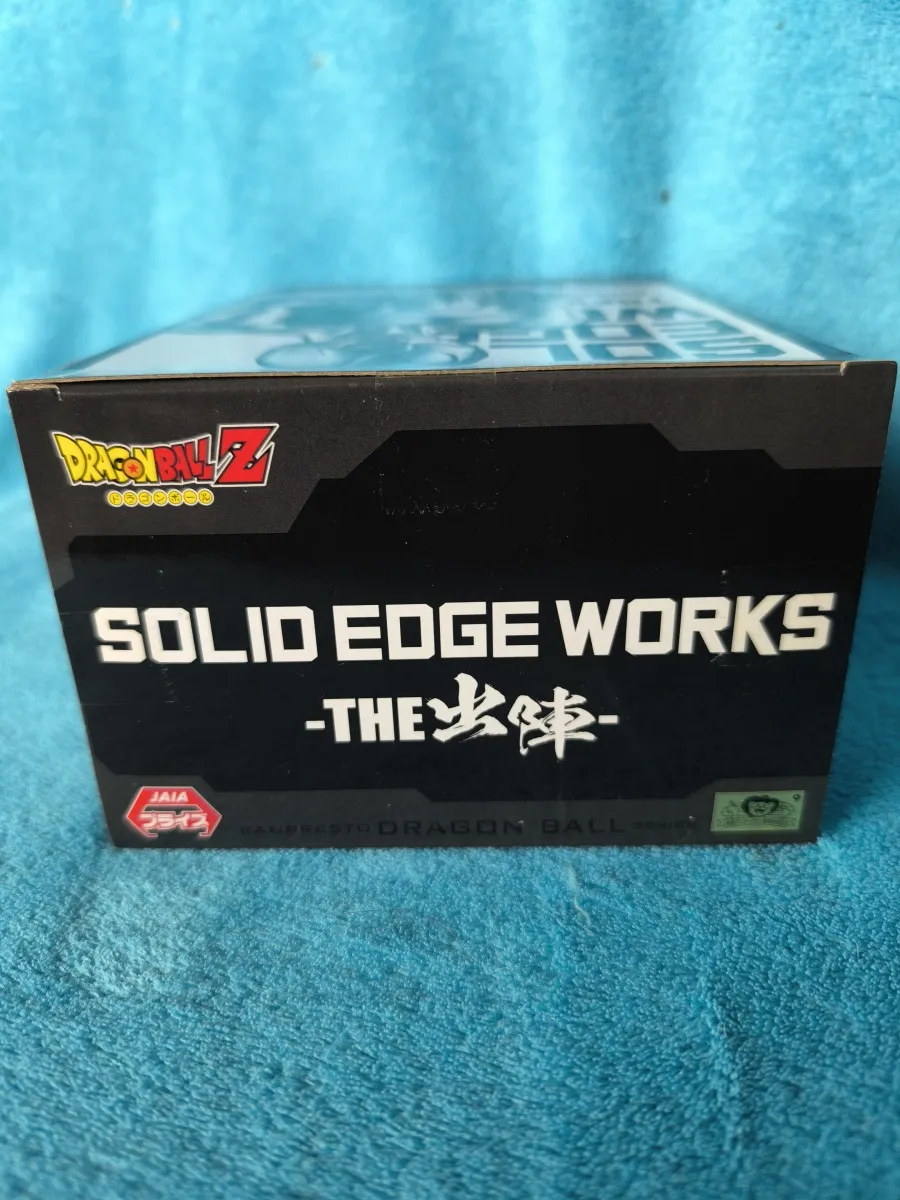 DRAGON BALL Z
ドラゴンボール
SOLID EDGE WORKS
-THE出陣-
JAIA
プライズ
BANPRESTO DRAGON BALL SERIES